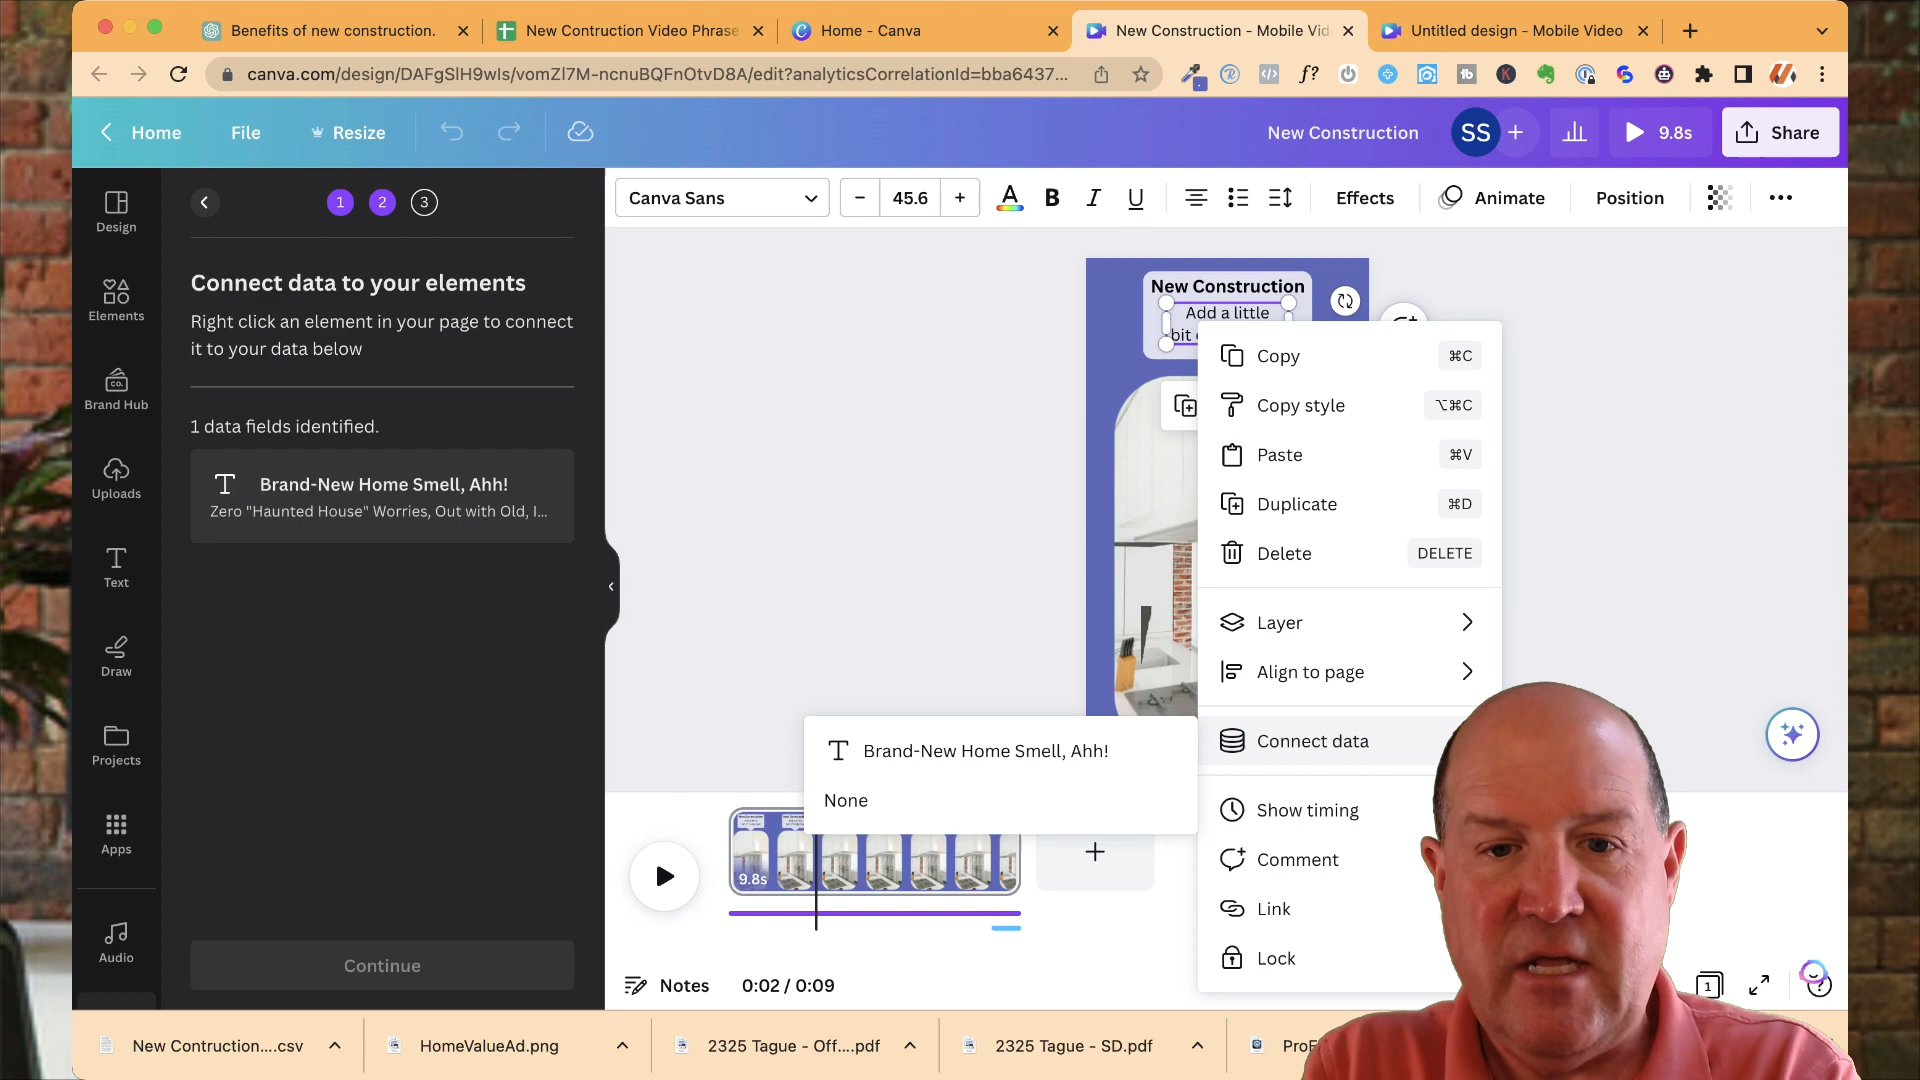 Benefits of new construction.
New Contruction Video Phrase
Home - Canva
New Construction - Mobile Vid
Untitled design - Mobile Video
canva.com/design/DAFgSlH9wIs/vomZl7M-ncnuBQFnOtvD8A/edit?analyticsCorrelationId=bba6437...
Home
File
Resize
New Construction
SS
+
9.8s
Share
Design
Elements
Brand Hub
Uploads
Text
Draw
Projects
Apps
Audio
1
2
3
Connect data to your elements
Right click an element in your page to connect
it to your data below
1 data fields identified.
Brand-New Home Smell, Ahh!
Zero "Haunted House" Worries, Out with Old, I...
Continue
Canva Sans
45.6
Effects
Animate
Position
New Construction
Add a little
bit
Copy ⌘C
Copy style ⌥⌘C
Paste ⌘V
Duplicate ⌘D
Delete DELETE
Layer
Align to page
Connect data
Show timing
Comment
Link
Lock
Brand-New Home Smell, Ahh!
None
9.8s
Notes
0:02 / 0:09
1
New Contruction....csv
HomeValueAd.png
2325 Tague - Off....pdf
2325 Tague - SD.pdf